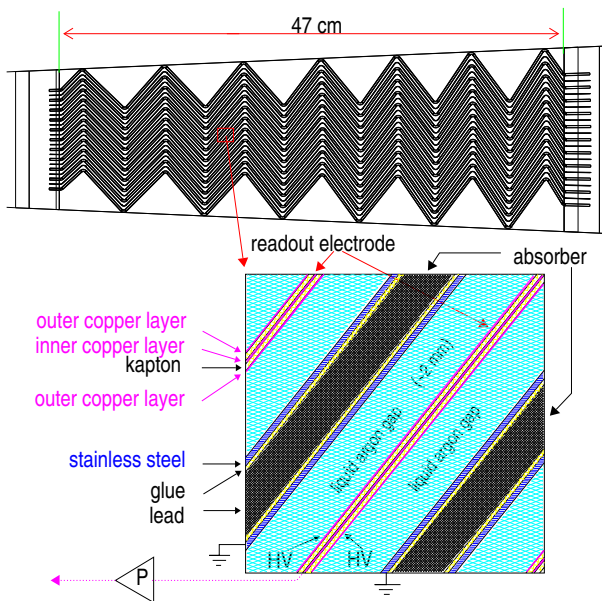 47 cm
readout electrode
absorber
outer copper layer
inner copper layer
kapton
outer copper layer
(~2 mm)
liquid argon gap
liquid argon gap
stainless steel
glue
lead
HV
HV
P